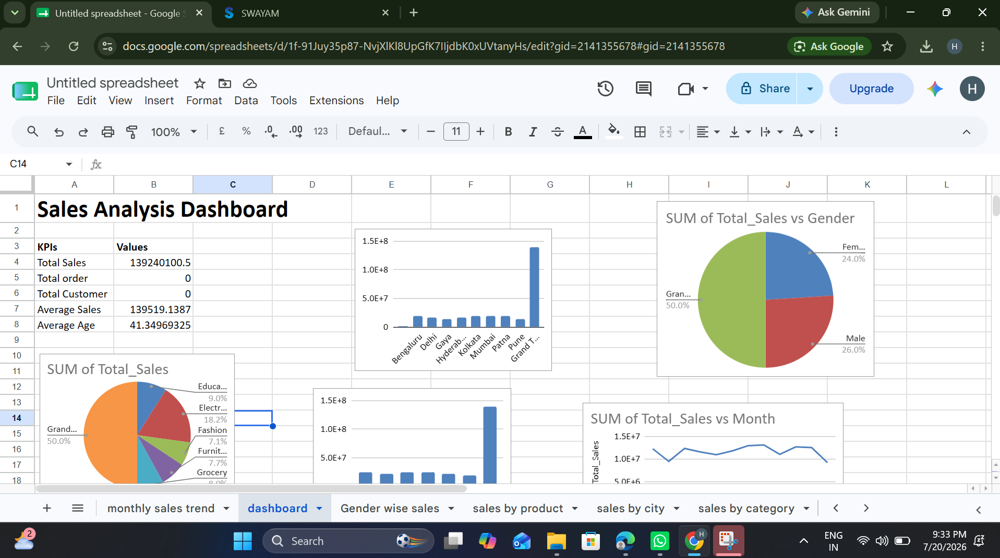 Untitled spreadsheet - Google S
SWAYAM
Ask Gemini
docs.google.com/spreadsheets/d/1f-91Juy35p87-NvjXlKl8UpGfK7IIjdbK0xUVtanyHs/edit?gid=2141355678#gid=2141355678
Ask Google
H
Untitled spreadsheet
File Edit View Insert Format Data Tools Extensions Help
Share
Upgrade
H
100% £ % .0 .00 123 Defaul... 11 B I A A
C14 fx
A B C D E F G H I J K L
1 Sales Analysis Dashboard
2
3 KPIs Values
4 Total Sales 139240100.5
5 Total order 0
6 Total Customer 0
7 Average Sales 139519.1387
8 Average Age 41.34969325
9
10
11
12
13
14
15
16
17
18
1.5E+8
1.0E+8
5.0E+7
0
Bengaluru Delhi Gaya Hyderab... Kolkata Mumbai Patna Pune Grand T...
SUM of Total_Sales vs Gender
Fem...
24.0%
Gran...
50.0%
Male
26.0%
SUM of Total_Sales
Educa...
9.0%
Electr...
18.2%
Grand...
50.0%
Fashion
7.1%
Furnit...
7.7%
Grocery
8.0%
1.5E+8
1.0E+8
5.0E+7
SUM of Total_Sales vs Month
Total_Sales
1.5E+7
1.0E+7
5.0E+6
monthly sales trend dashboard Gender wise sales sales by product sales by city sales by category
2
Search
H
ENG
IN
9:33 PM
7/20/2026